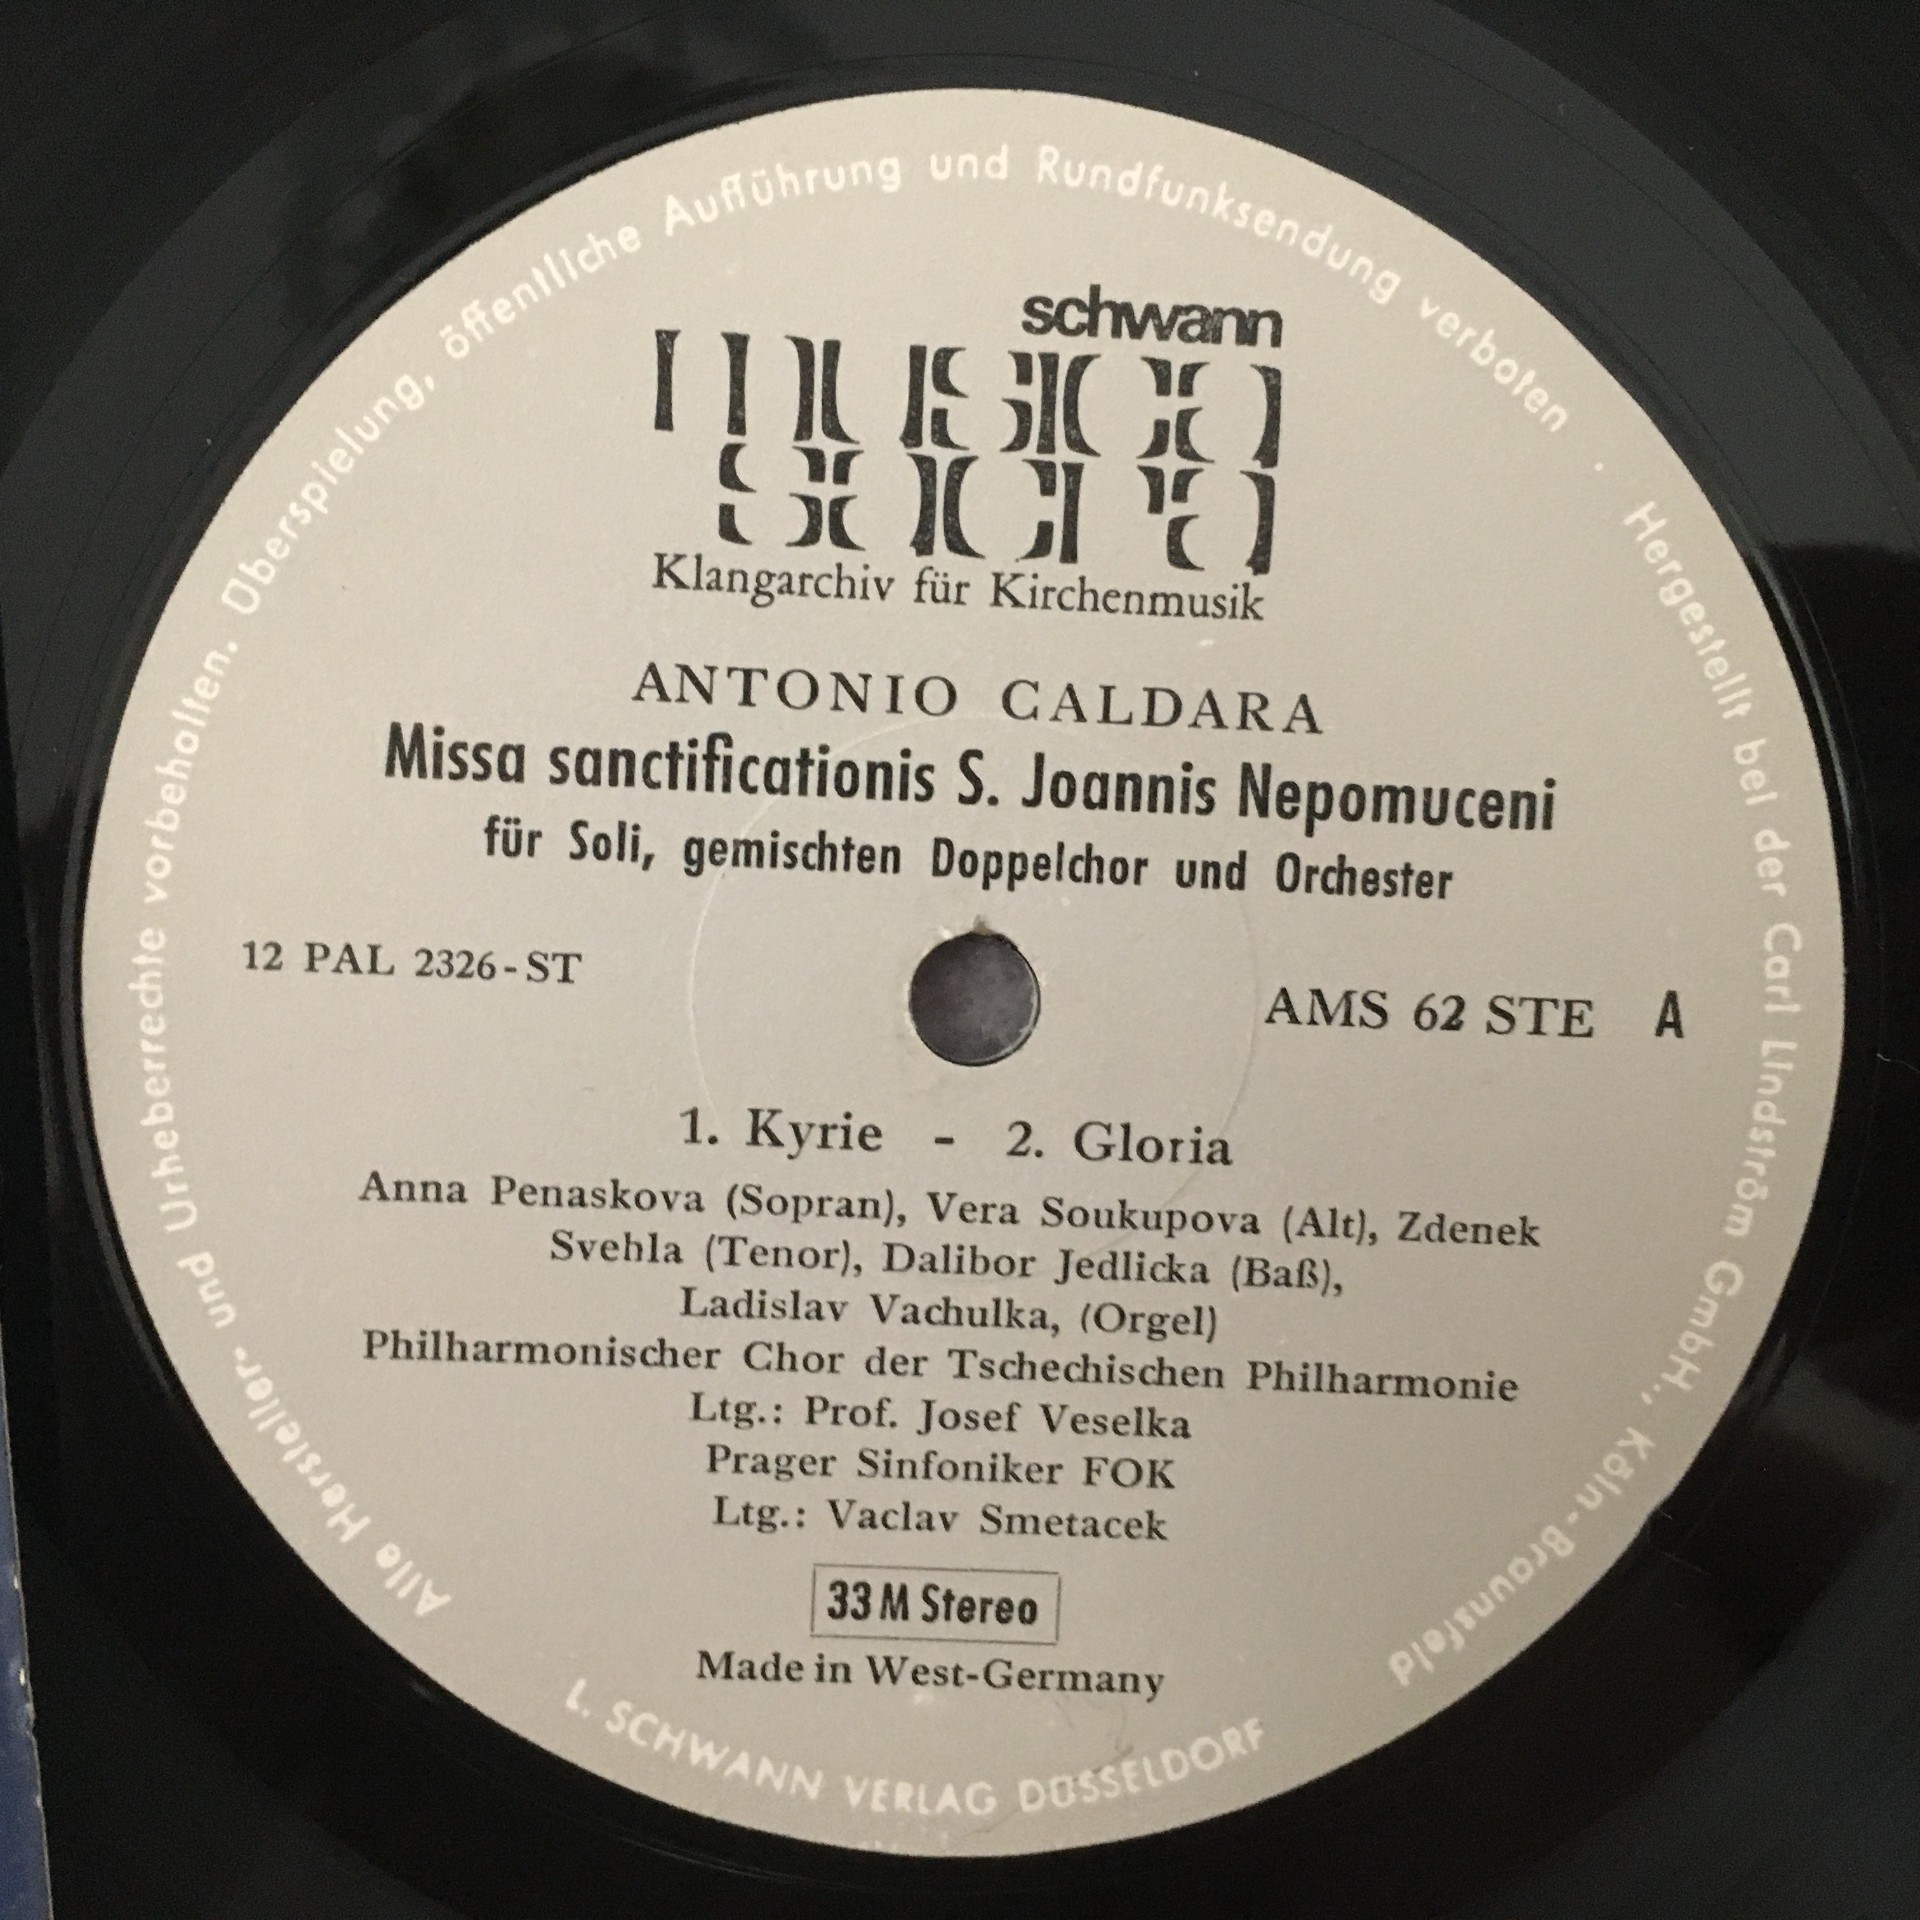 schwann
musica
sacra
Klangarchiv für Kirchenmusik
ANTONIO CALDARA
Missa sanctificationis S. Joannis Nepomuceni
für Soli, gemischten Doppelchor und Orchester
12 PAL 2326-ST
AMS 62 STE A
1. Kyrie - 2. Gloria
Anna Penaskova (Sopran), Vera Soukupova (Alt), Zdenek
Svehla (Tenor), Dalibor Jedlicka (Baß),
Ladislav Vachulka, (Orgel)
Philharmonischer Chor der Tschechischen Philharmonie
Ltg.: Prof. Josef Veselka
Prager Sinfoniker FOK
Ltg.: Vaclav Smetacek
33 M Stereo
Made in West-Germany
Alle Hersteller- und Urheberrechte vorbehalten. Überspielung, öffentliche Aufführung und Rundfunksendung verboten · Hergestellt bei der Carl Lindström GmbH., Köln-Braunsfeld
L. SCHWANN VERLAG DÜSSELDORF